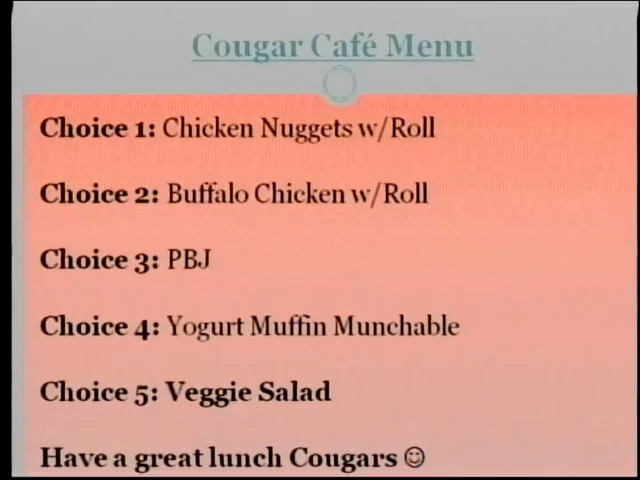 Cougar Café Menu
Choice 1: Chicken Nuggets w/Roll
Choice 2: Buffalo Chicken w/Roll
Choice 3: PBJ
Choice 4: Yogurt Muffin Munchable
Choice 5: Veggie Salad
Have a great lunch Cougars ☺